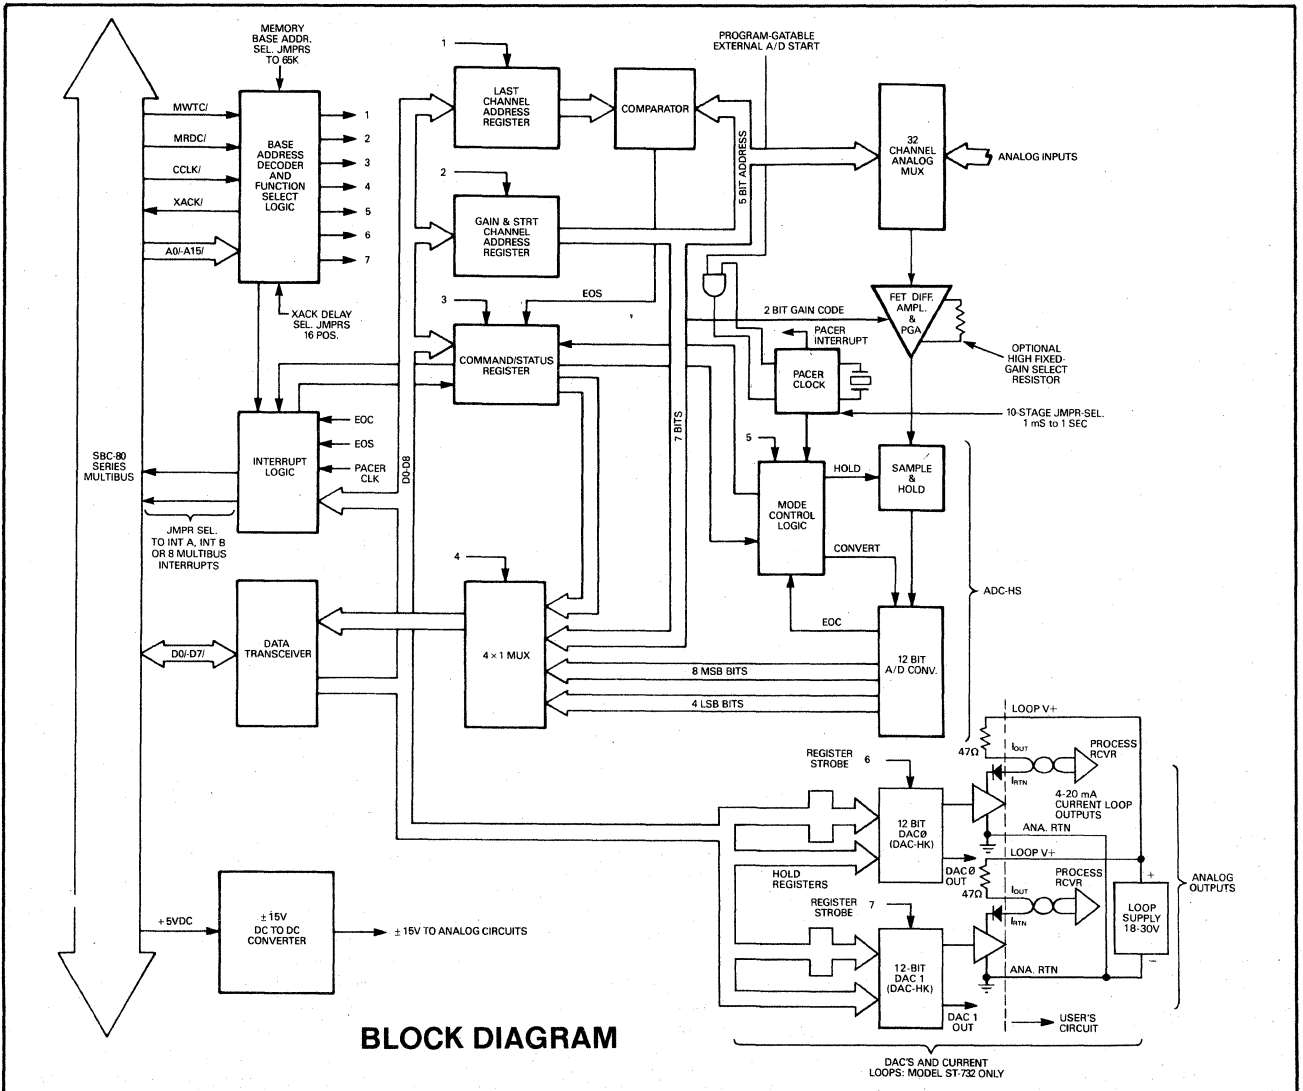 MEMORY
BASE ADDR.
SEL. JMPRS
TO 65K
MWTC/
MRDC/
CCLK/
XACK/
A0/-A15/
BASE
ADDRESS
DECODER
AND
FUNCTION
SELECT
LOGIC
1
2
3
4
5
6
7
XACK DELAY
SEL. JMPRS
16 POS.
1
LAST
CHANNEL
ADDRESS
REGISTER
COMPARATOR
PROGRAM-GATABLE
EXTERNAL A/D START
5 BIT ADDRESS
32
CHANNEL
ANALOG
MUX
ANALOG INPUTS
2
GAIN & STRT
CHANNEL
ADDRESS
REGISTER
EOS
3
COMMAND/STATUS
REGISTER
2 BIT GAIN CODE
FET DIFF.
AMPL.
&
PGA
OPTIONAL
HIGH FIXED-
GAIN SELECT
RESISTOR
PACER
INTERRUPT
PACER
CLOCK
10-STAGE JMPR-SEL.
1 mS to 1 SEC
SBC-80
SERIES
MULTIBUS
INTERRUPT
LOGIC
EOC
EOS
PACER
CLK
D0-D8
7 BITS
JMPR SEL.
TO INT A, INT B
OR 8 MULTIBUS
INTERRUPTS
5
MODE
CONTROL
LOGIC
HOLD
SAMPLE
&
HOLD
CONVERT
EOC
ADC-HS
4
4 × 1 MUX
DATA
TRANSCEIVER
D0/-D7/
8 MSB BITS
4 LSB BITS
12 BIT
A/D CONV.
REGISTER
STROBE
6
12 BIT
DACØ
(DAC-HK)
DAC Ø
OUT
HOLD
REGISTERS
REGISTER
STROBE
7
12-BIT
DAC 1
(DAC-HK)
DAC 1
OUT
LOOP V+
47Ω
IOUT
IRTN
PROCESS
RCVR
4-20 mA
CURRENT LOOP
OUTPUTS
ANA. RTN
LOOP V+
47Ω
IOUT
IRTN
PROCESS
RCVR
ANA. RTN
+
LOOP
SUPPLY
18-30V
−
ANALOG
OUTPUTS
USER'S
CIRCUIT
+5VDC
±15V
DC TO DC
CONVERTER
±15V TO ANALOG CIRCUITS
BLOCK DIAGRAM
DAC'S AND CURRENT
LOOPS: MODEL ST-732 ONLY